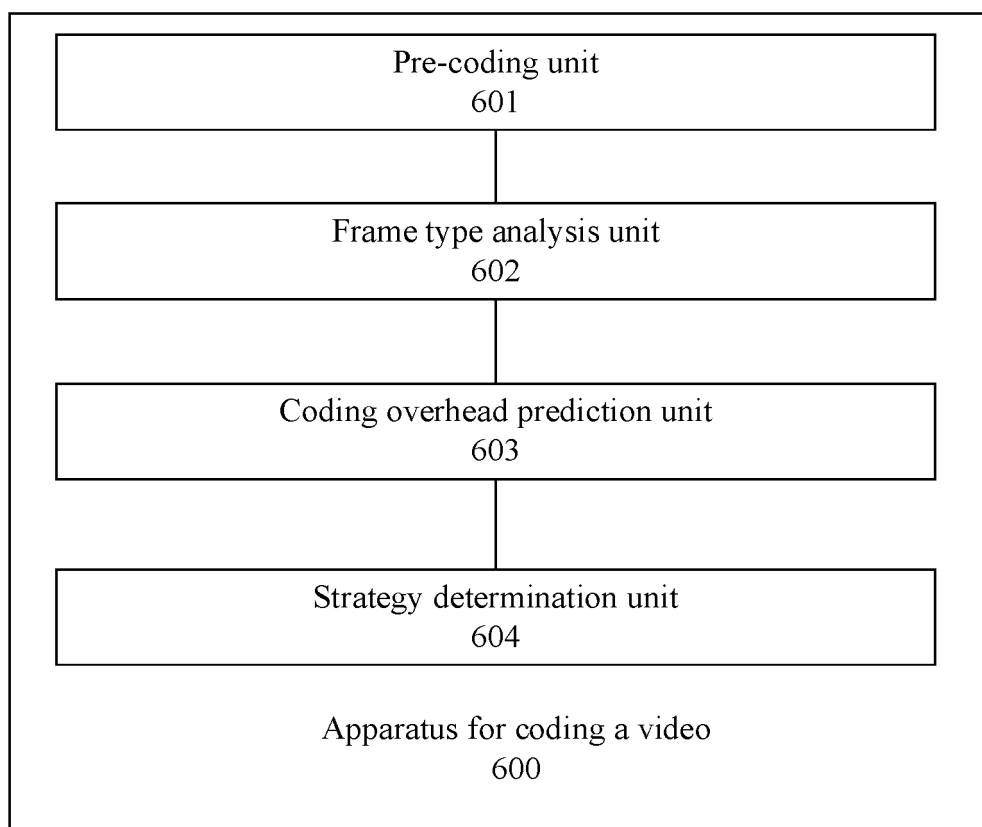 Pre-coding unit
601
Frame type analysis unit
602
Coding overhead prediction unit
603
Strategy determination unit
604
Apparatus for coding a video
600